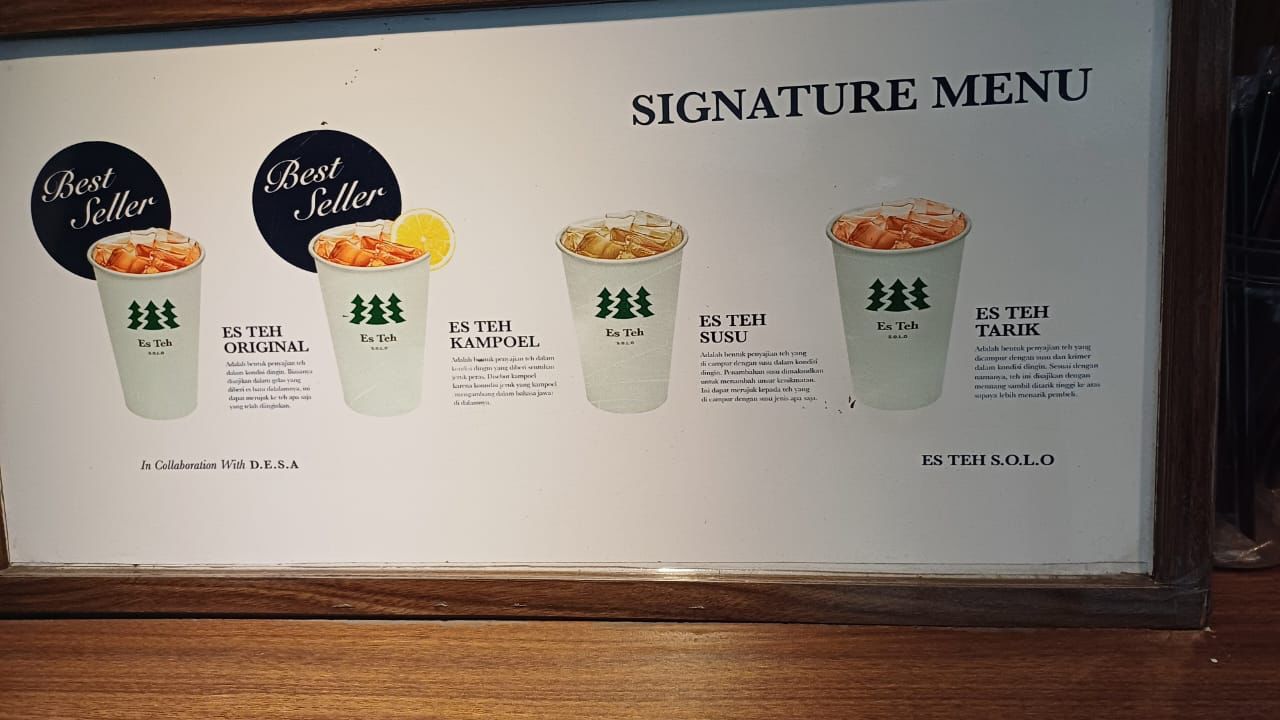 SIGNATURE MENU
Best
Seller
Es Teh
S.O.L.O
ES TEH
ORIGINAL
Adalah bentuk penyajian teh
dalam kondisi dingin. Biasanya
disajikan dalam gelas yang
diberi es batu didalamnya, ini
dapat merujuk ke teh apa saja
yang telah didinginkan.
Best
Seller
Es Teh
S.O.L.O
ES TEH
KAMPOEL
Adalah bentuk penyajian teh dalam
kondisi dingin yang diberi sentuhan
jeruk peras. Disebut kampoel
karena kondisi jeruk yang kampoel
mengambang dalam bahasa jawa
di dalamnya.
Es Teh
S.O.L.O
ES TEH
SUSU
Adalah bentuk penyajian teh yang
di campur dengan susu dalam kondisi
dingin. Penambahan susu dimaksudkan
untuk menambah unsur kenikmatan.
Ini dapat merujuk kepada teh yang
di campur dengan susu jenis apa saja.
Es Teh
S.O.L.O
ES TEH
TARIK
Adalah bentuk penyajian teh yang
dicampur dengan susu dan krimer
dalam kondisi dingin. Sesuai dengan
namanya, teh ini disajikan dengan
menuang sambil ditarik tinggi ke atas
supaya lebih menarik pembeli.
In Collaboration With D.E.S.A
ES TEH S.O.L.O